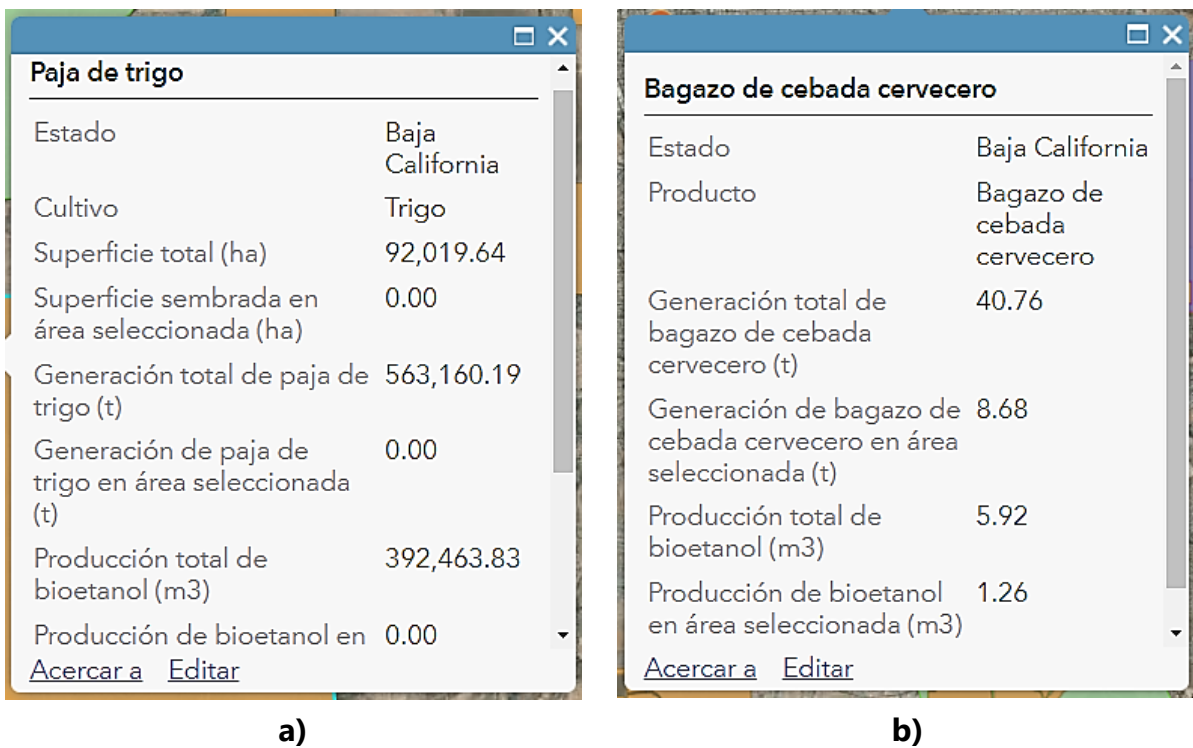 Paja de trigo
Estado Baja
California
Cultivo Trigo
Superficie total (ha) 92,019.64
Superficie sembrada en 0.00
área seleccionada (ha)
Generación total de paja de 563,160.19
trigo (t)
Generación de paja de 0.00
trigo en área seleccionada
(t)
Producción total de 392,463.83
bioetanol (m3)
Producción de bioetanol en 0.00
Acercar a Editar
a)
Bagazo de cebada cervecero
Estado Baja California
Producto Bagazo de
cebada
cervecero
Generación total de 40.76
bagazo de cebada
cervecero (t)
Generación de bagazo de 8.68
cebada cervecero en área
seleccionada (t)
Producción total de 5.92
bioetanol (m3)
Producción de bioetanol 1.26
en área seleccionada (m3)
Acercar a Editar
b)